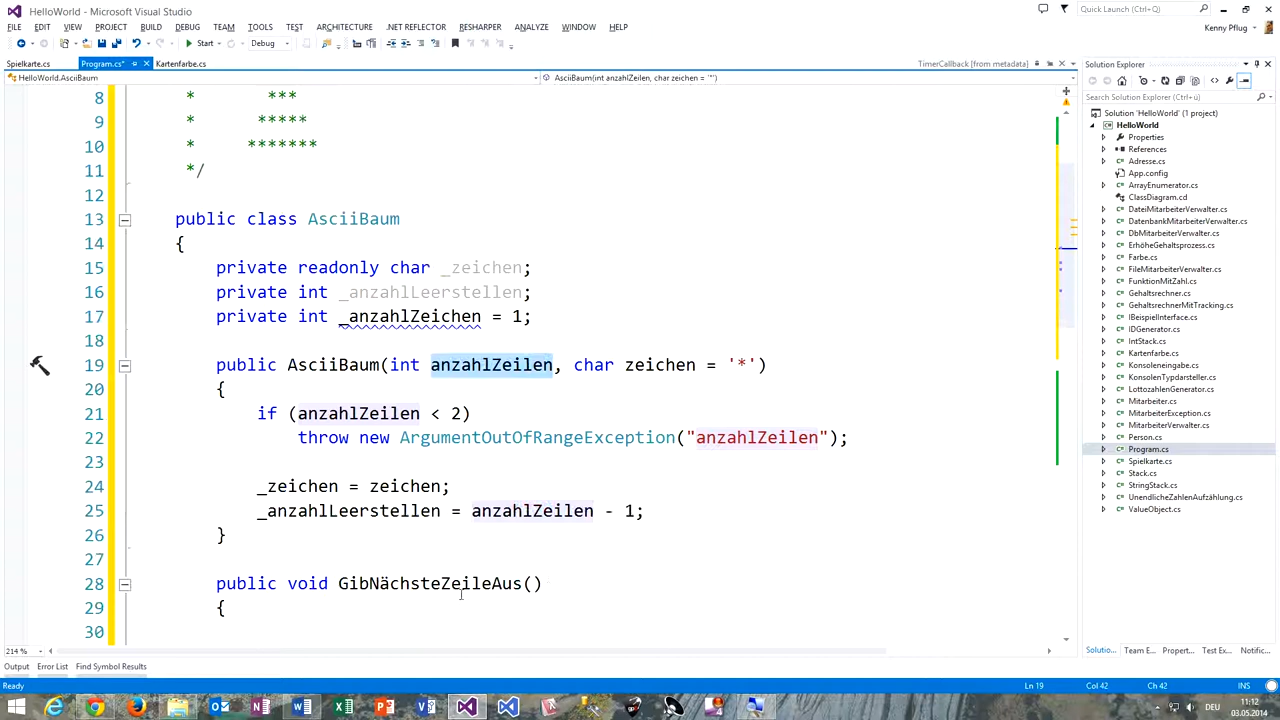 HelloWorld - Microsoft Visual Studio
Quick Launch (Ctrl+Q)
FILE EDIT VIEW PROJECT BUILD DEBUG TEAM TOOLS TEST ARCHITECTURE .NET REFLECTOR RESHARPER ANALYZE WINDOW HELP
Kenny Pflug
Start Debug
Spielkarte.cs Program.cs* Kartenfarbe.cs TimerCallback [from metadata]
HelloWorld.AsciiBaum AsciiBaum(int anzahlZeilen, char zeichen = '*')
8 * ***
9 * *****
10 * *******
11 */
12
13 public class AsciiBaum
14 {
15 private readonly char _zeichen;
16 private int _anzahlLeerstellen;
17 private int _anzahlZeichen = 1;
18
19 public AsciiBaum(int anzahlZeilen, char zeichen = '*')
20 {
21 if (anzahlZeilen < 2)
22 throw new ArgumentOutOfRangeException("anzahlZeilen");
23
24 _zeichen = zeichen;
25 _anzahlLeerstellen = anzahlZeilen - 1;
26 }
27
28 public void GibNächsteZeileAus()
29 {
30
214 %
Solution Explorer
Search Solution Explorer (Ctrl+ü)
Solution 'HelloWorld' (1 project)
HelloWorld
Properties
References
Adresse.cs
App.config
ArrayEnumerator.cs
ClassDiagram.cd
DateiMitarbeiterVerwalter.cs
DatenbankMitarbeiterVerwalter.cs
DbMitarbeiterVerwalter.cs
ErhöheGehaltsprozess.cs
Farbe.cs
FileMitarbeiterVerwalter.cs
FunktionMitZahl.cs
Gehaltsrechner.cs
GehaltsrechnerMitTracking.cs
IBeispielInterface.cs
IDGenerator.cs
IntStack.cs
Kartenfarbe.cs
Konsoleneingabe.cs
KonsolenTypdarsteller.cs
LottozahlenGenerator.cs
Mitarbeiter.cs
MitarbeiterException.cs
MitarbeiterVerwalter.cs
Person.cs
Program.cs
Spielkarte.cs
Stack.cs
StringStack.cs
UnendlicheZahlenAufzählung.cs
ValueObject.cs
Solutio... Team E... Propert... Test Ex... Notific...
Output Error List Find Symbol Results
Ready Ln 19 Col 42 Ch 42 INS
DEU
11:12
03.05.2014